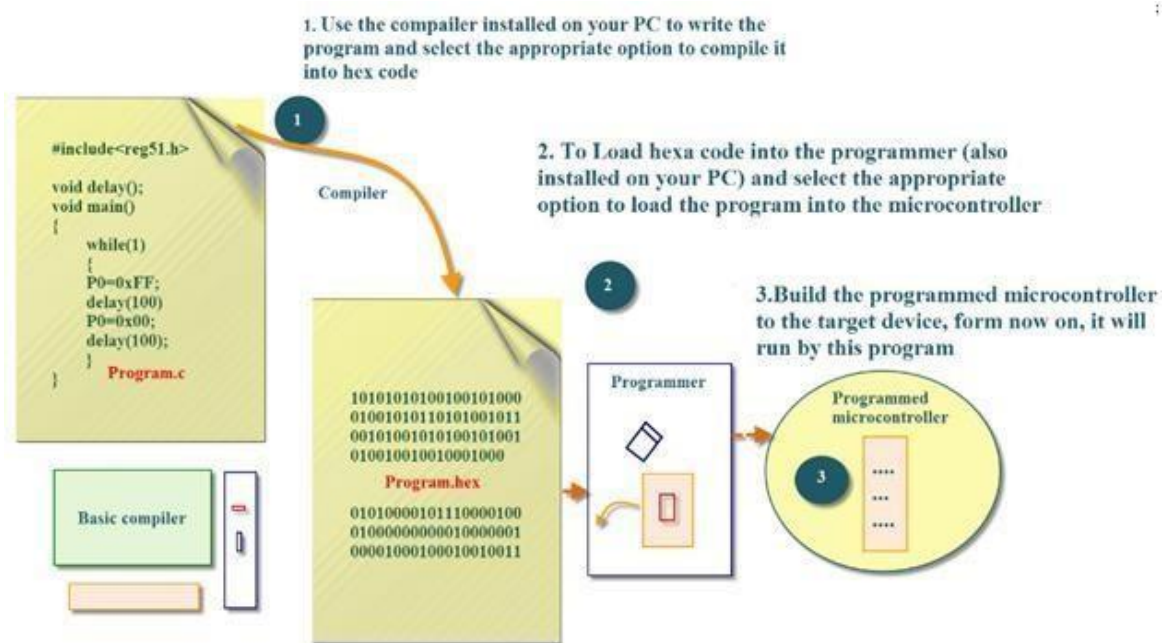 ;
1. Use the compailer installed on your PC to write the
program and select the appropriate option to compile it
into hex code
1
#include<reg51.h>
void delay();
void main()
{
while(1)
{
P0=0xFF;
delay(100)
P0=0x00;
delay(100);
}
}
Program.c
Compiler
2. To Load hexa code into the programmer (also
installed on your PC) and select the appropriate
option to load the program into the microcontroller
2
3.Build the programmed microcontroller
to the target device, form now on, it will
run by this program
10101010100100101000
01001010110101001011
00101001010100101001
010010010010001000
Program.hex
01010000101110000100
01000000000010000001
00001000100010010011
Programmer
Programmed
microcontroller
3
Basic compiler